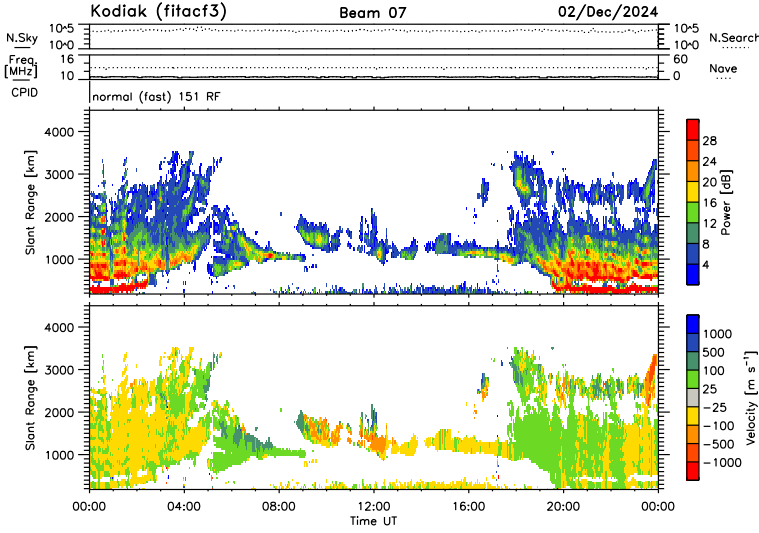 Kodiak (fitacf3) Beam 07 02/Dec/2024
N.Sky 10^5 10^0 10^5 10^0 N.Search
Freq. [MHz] 16 10 60 0 Nave
CPID normal (fast) 151 RF
Slant Range [km] 4000 3000 2000 1000
28 24 20 16 12 8 4 Power [dB]
Slant Range [km] 4000 3000 2000 1000
1000 500 100 25 -25 -100 -500 -1000 Velocity [m s⁻¹]
00:00 04:00 08:00 12:00 16:00 20:00 00:00
Time UT